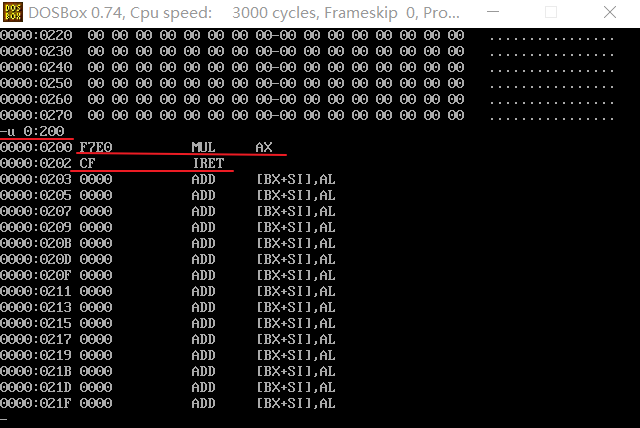 DOSBox 0.74, Cpu speed: 3000 cycles, Frameskip 0, Pro...
0000:0220 00 00 00 00 00 00 00 00-00 00 00 00 00 00 00 00 ................
0000:0230 00 00 00 00 00 00 00 00-00 00 00 00 00 00 00 00 ................
0000:0240 00 00 00 00 00 00 00 00-00 00 00 00 00 00 00 00 ................
0000:0250 00 00 00 00 00 00 00 00-00 00 00 00 00 00 00 00 ................
0000:0260 00 00 00 00 00 00 00 00-00 00 00 00 00 00 00 00 ................
0000:0270 00 00 00 00 00 00 00 00-00 00 00 00 00 00 00 00 ................
-u 0:200
0000:0200 F7E0 MUL AX
0000:0202 CF IRET
0000:0203 0000 ADD [BX+SI],AL
0000:0205 0000 ADD [BX+SI],AL
0000:0207 0000 ADD [BX+SI],AL
0000:0209 0000 ADD [BX+SI],AL
0000:020B 0000 ADD [BX+SI],AL
0000:020D 0000 ADD [BX+SI],AL
0000:020F 0000 ADD [BX+SI],AL
0000:0211 0000 ADD [BX+SI],AL
0000:0213 0000 ADD [BX+SI],AL
0000:0215 0000 ADD [BX+SI],AL
0000:0217 0000 ADD [BX+SI],AL
0000:0219 0000 ADD [BX+SI],AL
0000:021B 0000 ADD [BX+SI],AL
0000:021D 0000 ADD [BX+SI],AL
0000:021F 0000 ADD [BX+SI],AL
-